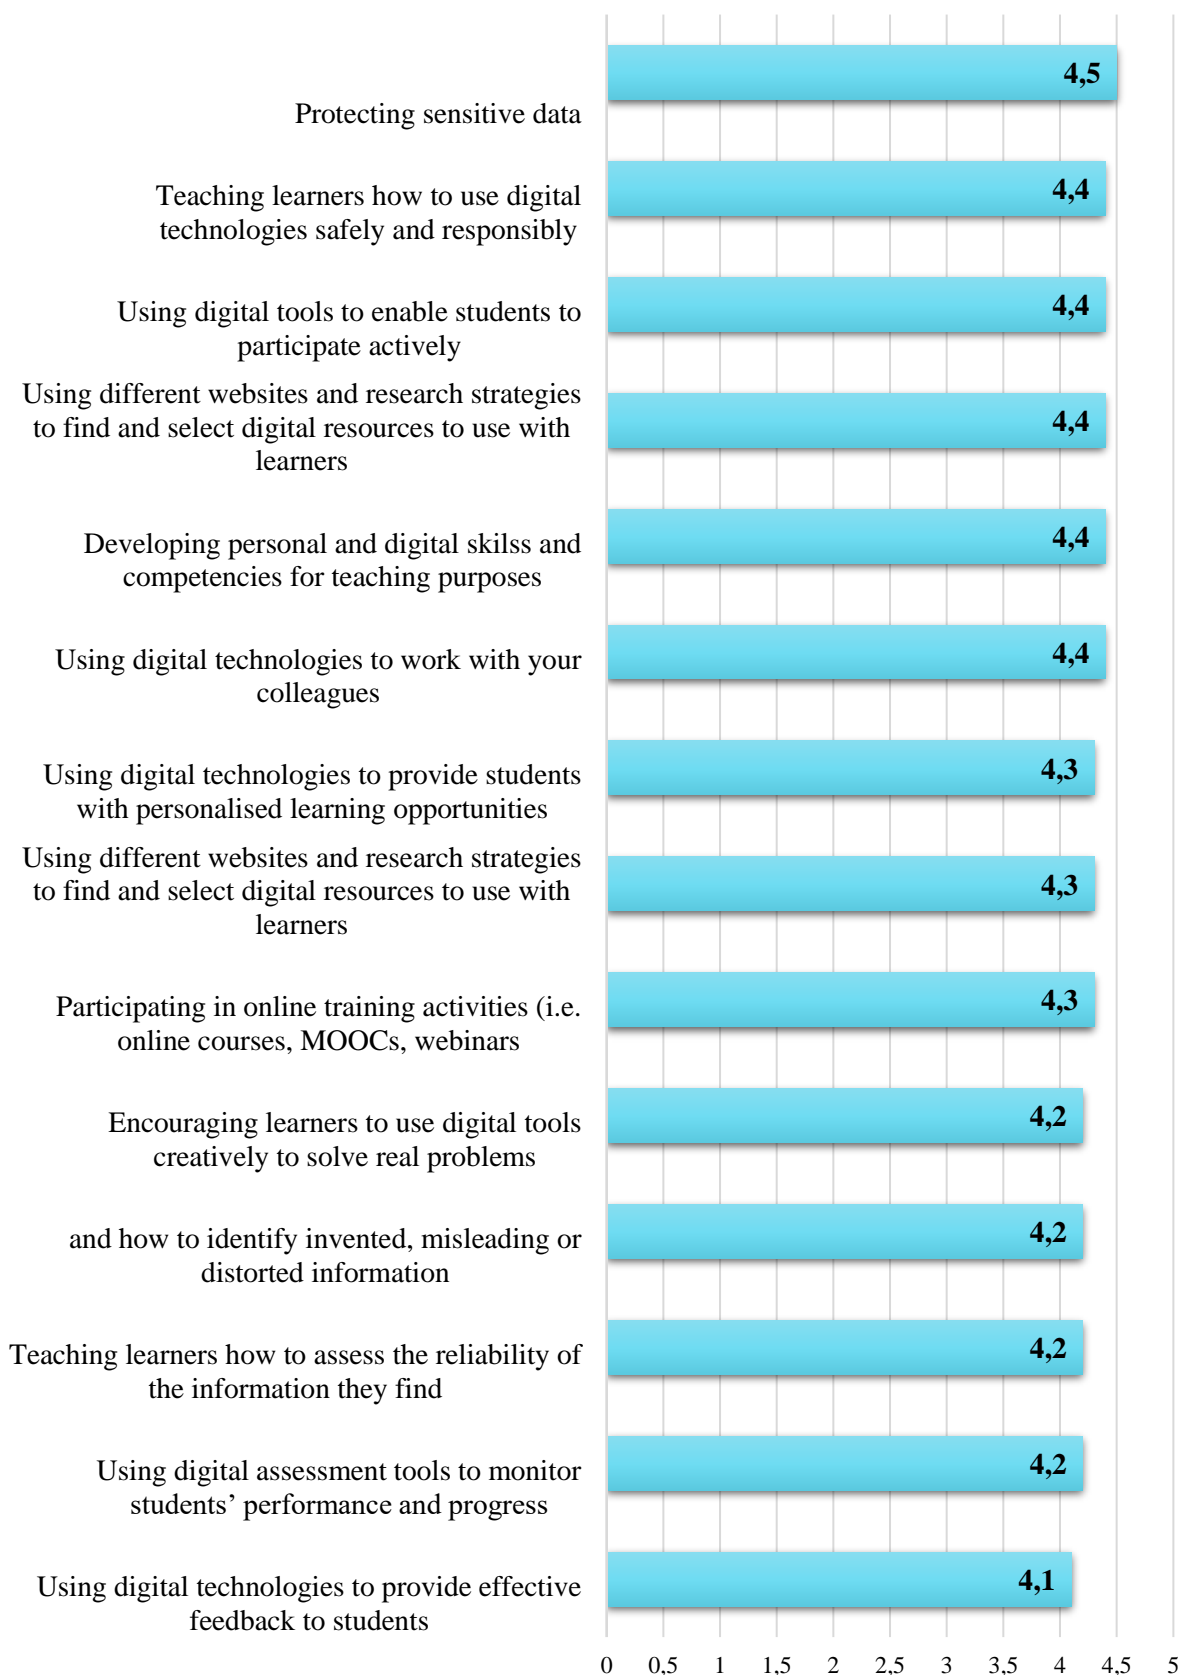 4,5
Protecting sensitive data
4,4
Teaching learners how to use digital
technologies safely and responsibly
4,4
Using digital tools to enable students to
participate actively
Using different websites and research strategies
to find and select digital resources to use with
learners
4,4
4,4
Developing personal and digital skilss and
competencies for teaching purposes
4,4
Using digital technologies to work with your
colleagues
4,3
Using digital technologies to provide students
with personalised learning opportunities
Using different websites and research strategies
to find and select digital resources to use with
learners
4,3
4,3
Participating in online training activities (i.e.
online courses, MOOCs, webinars
4,2
Encouraging learners to use digital tools
creatively to solve real problems
4,2
and how to identify invented, misleading or
distorted information
4,2
Teaching learners how to assess the reliability of
the information they find
4,2
Using digital assessment tools to monitor
students’ performance and progress
4,1
Using digital technologies to provide effective
feedback to students
0 0,5 1 1,5 2 2,5 3 3,5 4 4,5 5